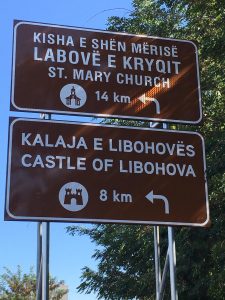 KISHA E SHËN MËRISË
LABOVË E KRYQIT
ST. MARY CHURCH
14 km
KALAJA E LIBOHOVËS
CASTLE OF LIBOHOVA
8 km